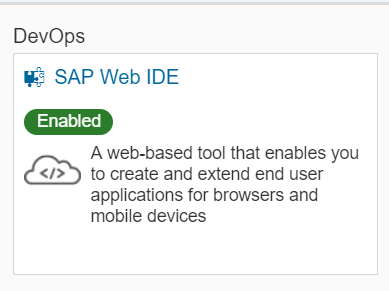 DevOps
SAP Web IDE
Enabled
</>
A web-based tool that enables you
to create and extend end user
applications for browsers and
mobile devices